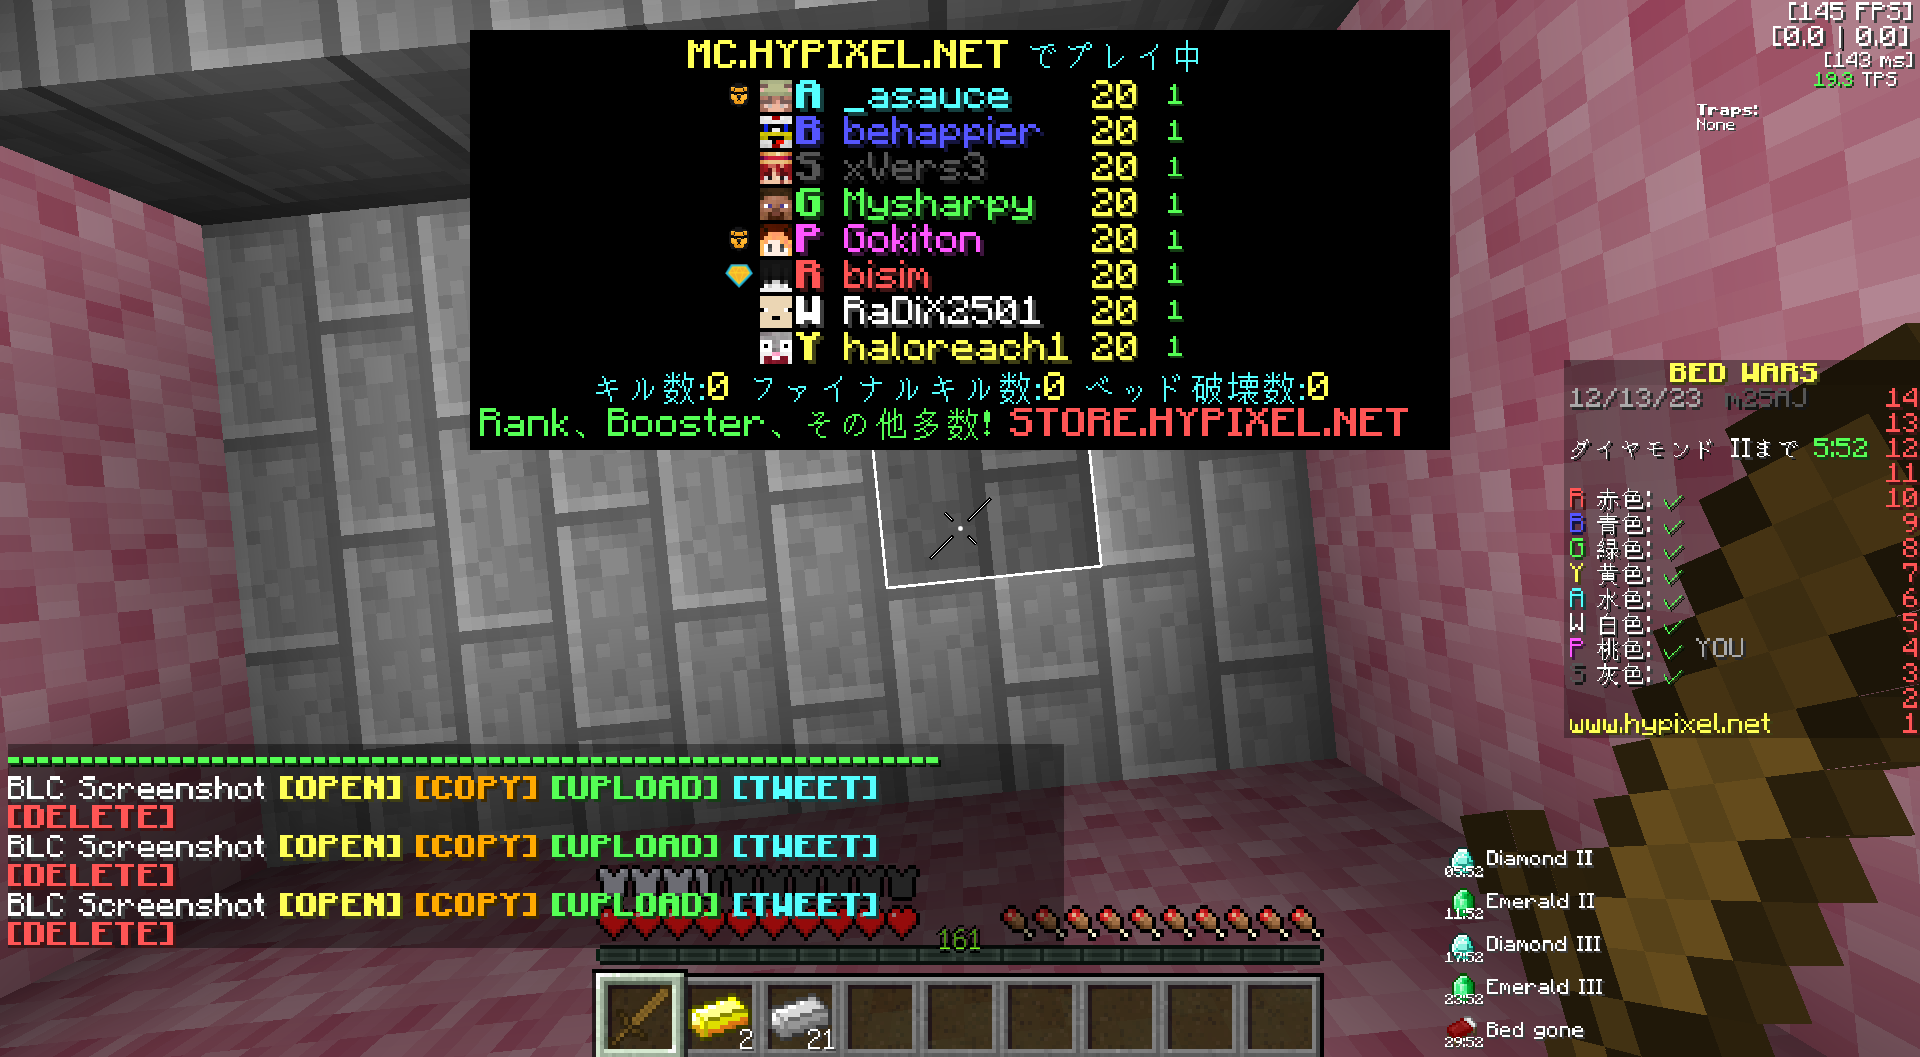 MC.HYPIXEL.NET でプレイ中
A _asauce 20 1
B behappier 20 1
S xVers3 20 1
G Mysharpy 20 1
P Gokiton 20 1
R bisim 20 1
W RaDiX2501 20 1
Y haloreach1 20 1
キル数:0 ファイナルキル数:0 ベッド破壊数:0
Rank、Booster、その他多数! STORE.HYPIXEL.NET
[145 FPS]
[0.0 | 0.0]
[143 ms]
19.3 TPS
Traps:
None
BED WARS
12/13/23 m25AJ 14
13
ダイヤモンド IIまで 5:52 12
11
R 赤色: ✓ 10
B 青色: ✓ 9
G 緑色: ✓ 8
Y 黄色: ✓ 7
A 水色: ✓ 6
W 白色: ✓ 5
P 桃色: ✓ YOU 4
S 灰色: ✓ 3
2
www.hypixel.net 1
BLC Screenshot [OPEN] [COPY] [UPLOAD] [TWEET]
[DELETE]
BLC Screenshot [OPEN] [COPY] [UPLOAD] [TWEET]
[DELETE]
BLC Screenshot [OPEN] [COPY] [UPLOAD] [TWEET]
[DELETE]
161
2
21
Diamond II
05:52
Emerald II
11:52
Diamond III
17:52
Emerald III
23:52
Bed gone
29:52